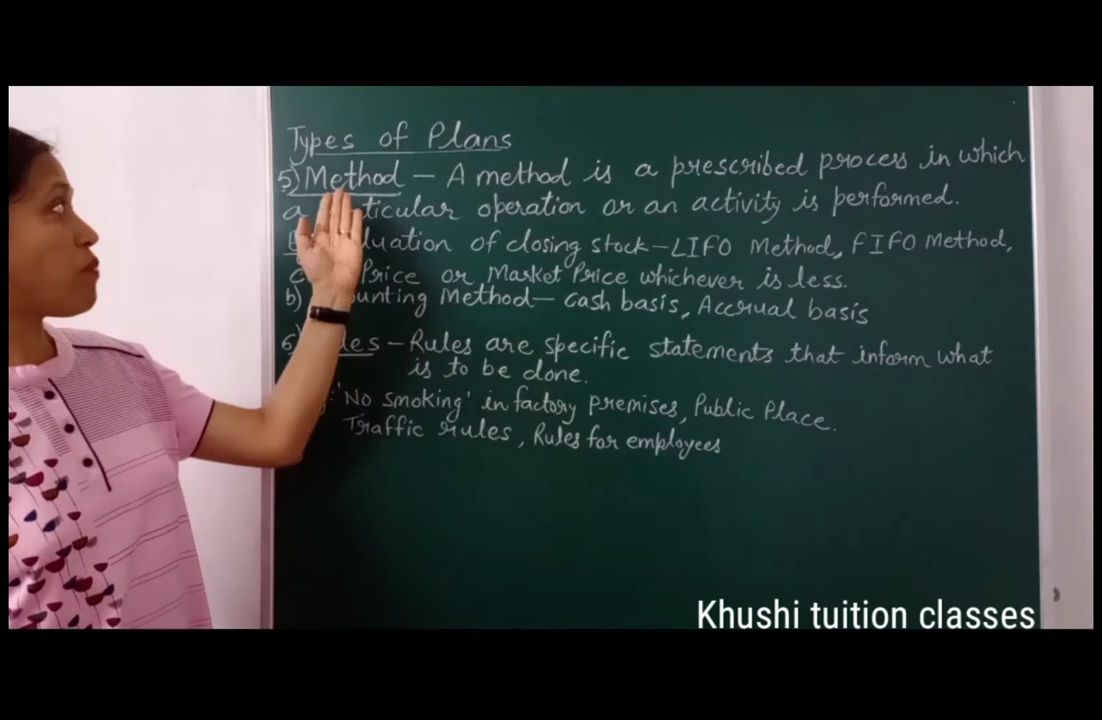 Types of Plans
5) Method - A method is a prescribed process in which
a ticular operation or an activity is performed.
luation of closing stock - LIFO Method, FIFO Method,
Price or Market Price whichever is less.
b) unting Method - cash basis, Accrual basis
6) les - Rules are specific statements that inform what
is to be done.
'No smoking' in factory premises, Public Place.
Traffic rules, Rules for employees
Khushi tuition classes